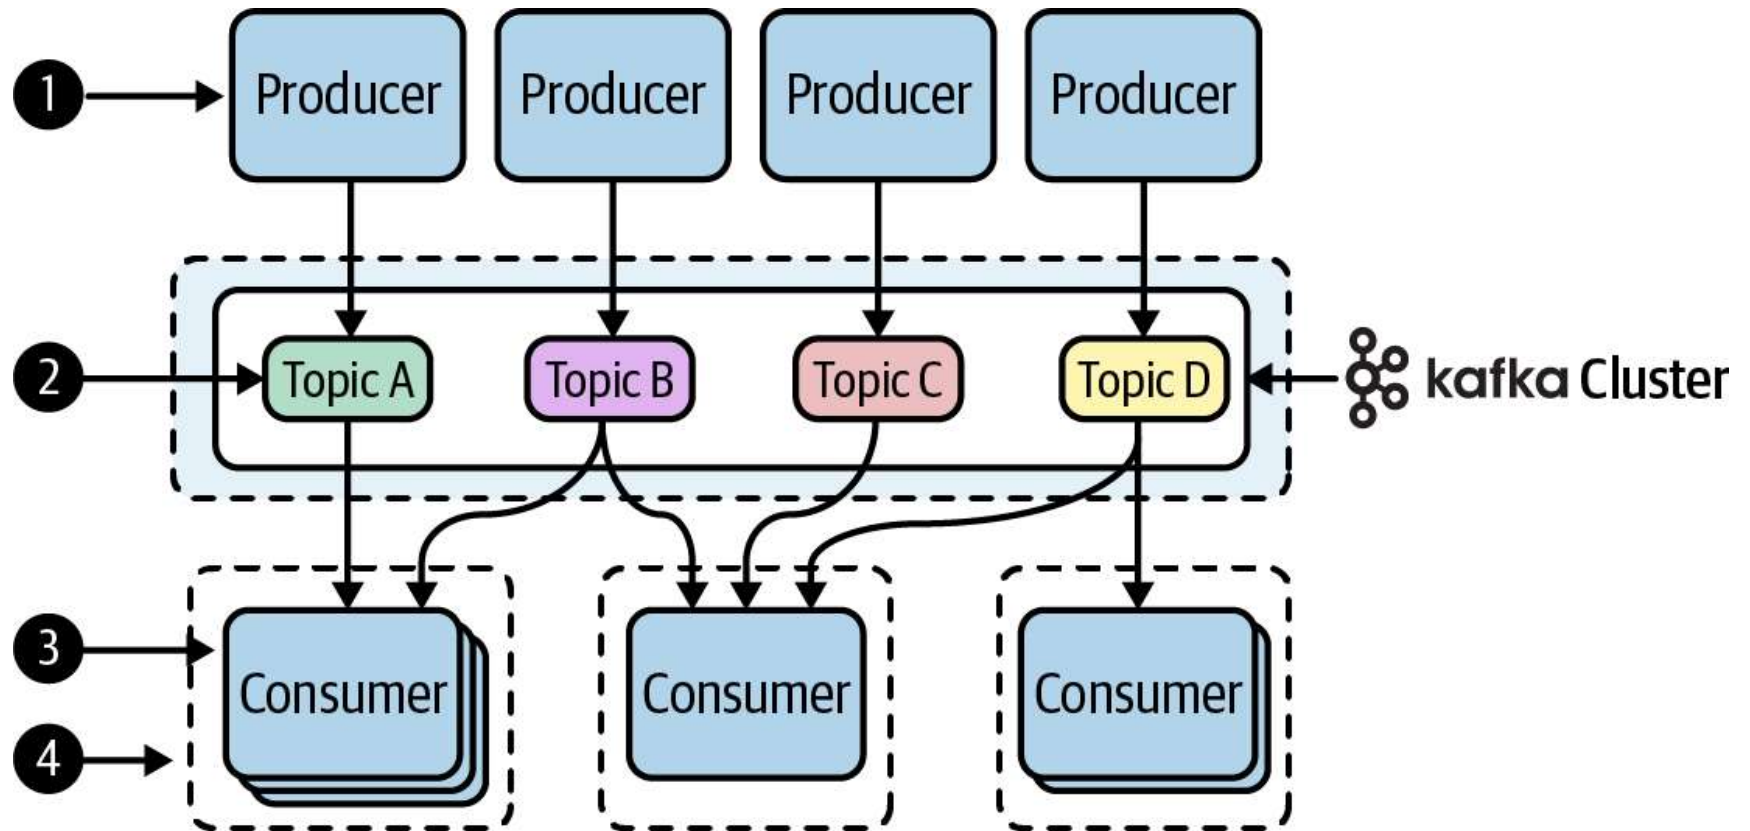 1
Producer
Producer
Producer
Producer
2
Topic A
Topic B
Topic C
Topic D
kafka Cluster
3
Consumer
Consumer
Consumer
4